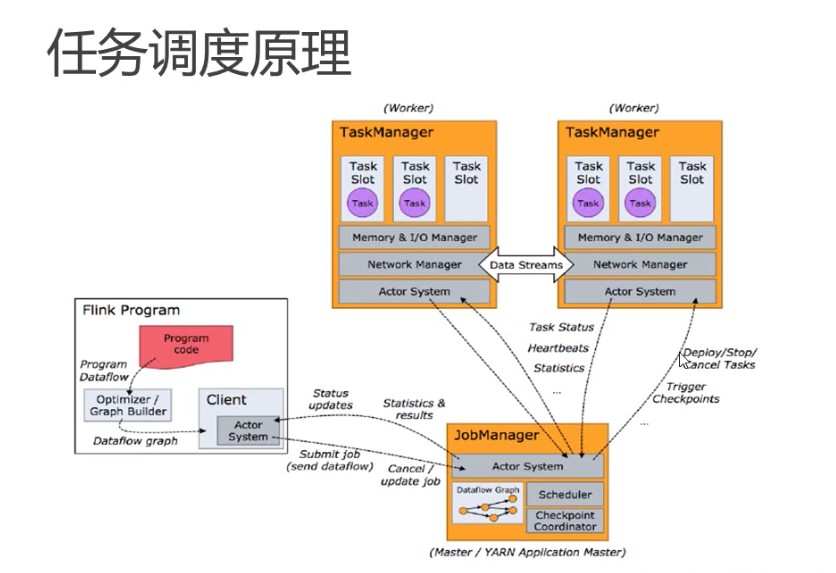 任务调度原理
(Worker)
TaskManager
Task
Slot
Task
Task
Slot
Task
Task
Slot
Memory & I/O Manager
Network Manager
Actor System
(Worker)
TaskManager
Task
Slot
Task
Task
Slot
Task
Task
Slot
Memory & I/O Manager
Network Manager
Actor System
Data Streams
Flink Program
Program
code
Program
Dataflow
Optimizer /
Graph Builder
Dataflow graph
Client
Actor
System
Status
updates
Statistics &
results
Submit job
(send dataflow)
Cancel /
update job
Task Status
Heartbeats
Statistics
...
Deploy/Stop/
Cancel Tasks
Trigger
Checkpoints
...
JobManager
Actor System
Dataflow Graph
Scheduler
Checkpoint
Coordinator
(Master / YARN Application Master)